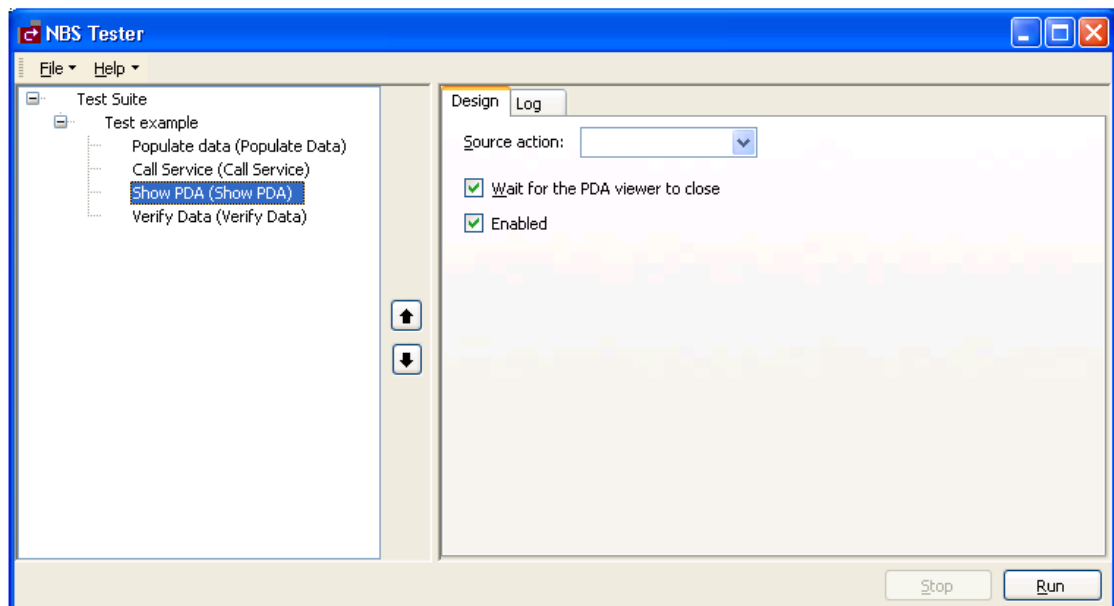 NBS Tester
File Help
Test Suite
Test example
Populate data (Populate Data)
Call Service (Call Service)
Show PDA (Show PDA)
Verify Data (Verify Data)
Design Log
Source action:
Wait for the PDA viewer to close
Enabled
Stop Run